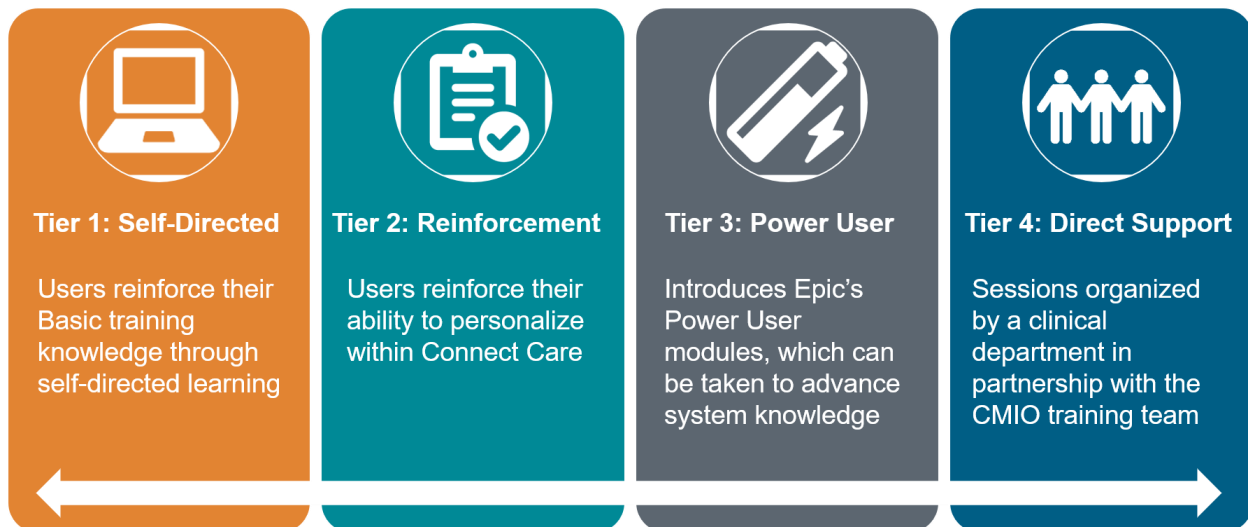 Tier 1: Self-Directed
Users reinforce their
Basic training
knowledge through
self-directed learning
Tier 2: Reinforcement
Users reinforce their
ability to personalize
within Connect Care
Tier 3: Power User
Introduces Epic’s
Power User
modules, which can
be taken to advance
system knowledge
Tier 4: Direct Support
Sessions organized
by a clinical
department in
partnership with the
CMIO training team